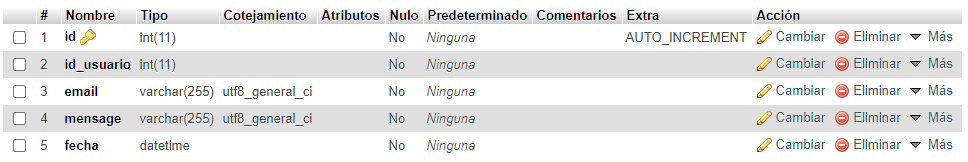 # Nombre Tipo Cotejamiento Atributos Nulo Predeterminado Comentarios Extra Acción
1 id int(11) No Ninguna AUTO_INCREMENT Cambiar Eliminar Más
2 id_usuario int(11) No Ninguna Cambiar Eliminar Más
3 email varchar(255) utf8_general_ci No Ninguna Cambiar Eliminar Más
4 mensage varchar(255) utf8_general_ci No Ninguna Cambiar Eliminar Más
5 fecha datetime No Ninguna Cambiar Eliminar Más